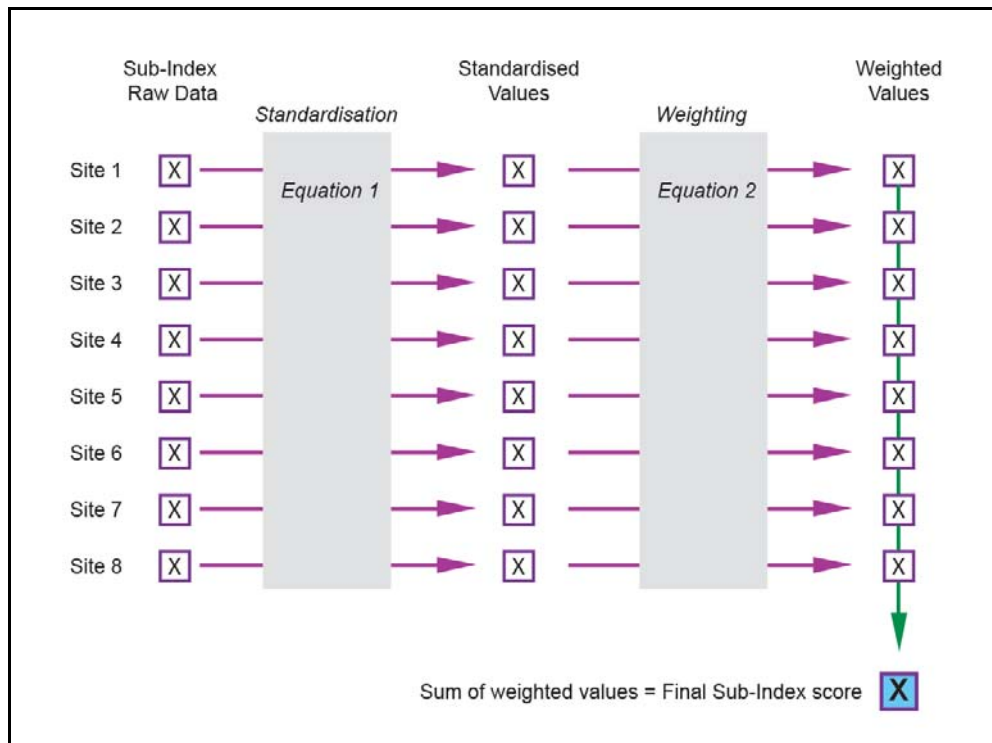 Sub-Index Standardised Weighted
Raw Data Values Values
Standardisation Weighting
Site 1 X X X
Equation 1 Equation 2
Site 2 X X X
Site 3 X X X
Site 4 X X X
Site 5 X X X
Site 6 X X X
Site 7 X X X
Site 8 X X X
Sum of weighted values = Final Sub-Index score X